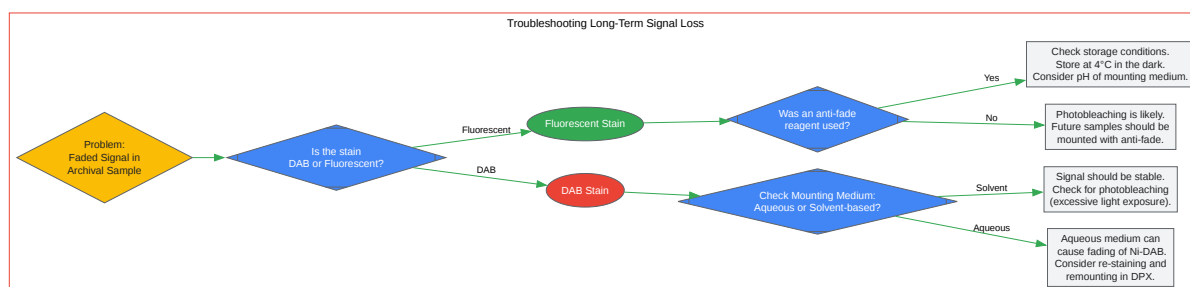 Troubleshooting Long-Term Signal Loss
Problem:
Faded Signal in
Archival Sample
Is the stain
DAB or Fluorescent?
Fluorescent
DAB
Fluorescent Stain
DAB Stain
Was an anti-fade
reagent used?
Check Mounting Medium:
Aqueous or Solvent-based?
Yes
No
Solvent
Aqueous
Check storage conditions.
Store at 4°C in the dark.
Consider pH of mounting medium.
Photobleaching is likely.
Future samples should be
mounted with anti-fade.
Signal should be stable.
Check for photobleaching
(excessive light exposure).
Aqueous medium can
cause fading of Ni-DAB.
Consider re-staining and
remounting in DPX.